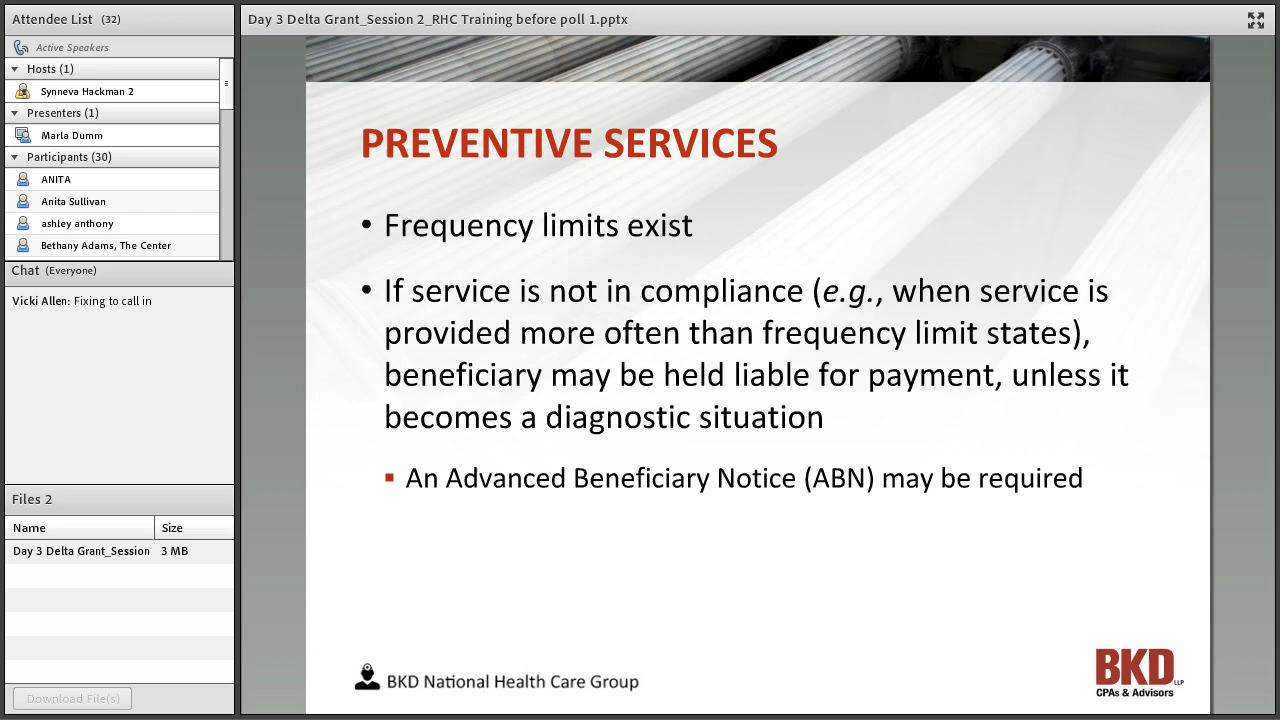 Attendee List (32)
Active Speakers
Hosts (1)
Synneva Hackman 2
Presenters (1)
Marla Dumm
Participants (30)
ANITA
Anita Sullivan
ashley anthony
Bethany Adams, The Center
Chat (Everyone)
Vicki Allen: Fixing to call in
Files 2
Name Size
Day 3 Delta Grant_Session 3 MB
Download File(s)
Day 3 Delta Grant_Session 2_RHC Training before poll 1.pptx
PREVENTIVE SERVICES
• Frequency limits exist
• If service is not in compliance (e.g., when service is
provided more often than frequency limit states),
beneficiary may be held liable for payment, unless it
becomes a diagnostic situation
▪ An Advanced Beneficiary Notice (ABN) may be required
BKD National Health Care Group
BKD LLP
CPAs & Advisors